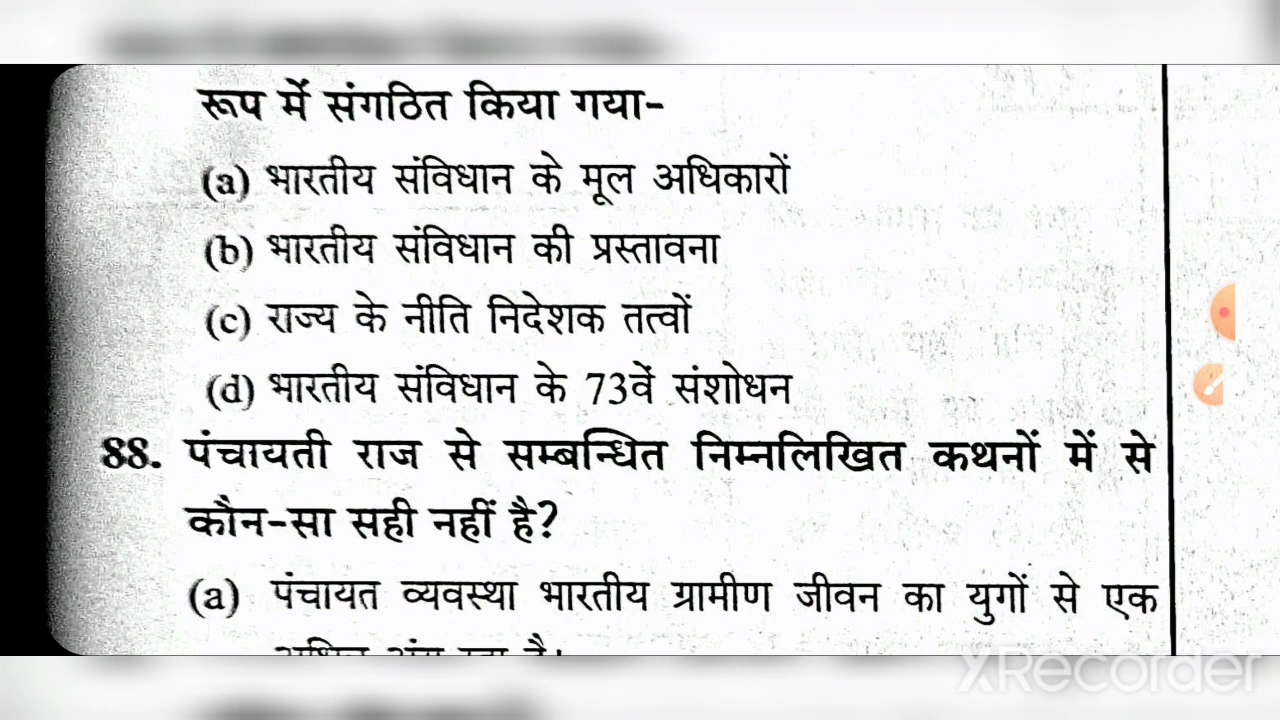 रूप में संगठित किया गया-
(a) भारतीय संविधान के मूल अधिकारों
(b) भारतीय संविधान की प्रस्तावना
(c) राज्य के नीति निदेशक तत्वों
(d) भारतीय संविधान के 73वें संशोधन
88. पंचायती राज से सम्बन्धित निम्नलिखित कथनों में से
कौन-सा सही नहीं है?
(a) पंचायत व्यवस्था भारतीय ग्रामीण जीवन का युगों से एक
XRecorder